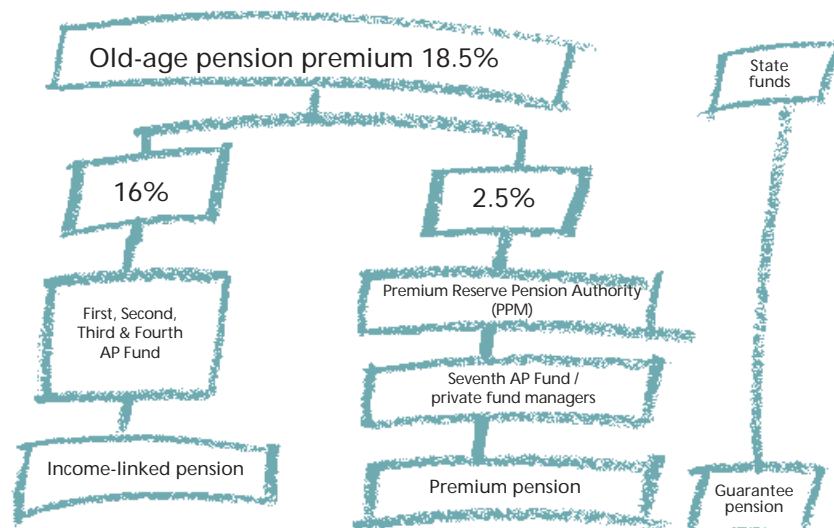 Old-age pension premium 18.5%
State
funds
16%
2.5%
First, Second,
Third & Fourth
AP Fund
Premium Reserve Pension Authority
(PPM)
Seventh AP Fund /
private fund managers
Income-linked pension
Premium pension
Guarantee
pension